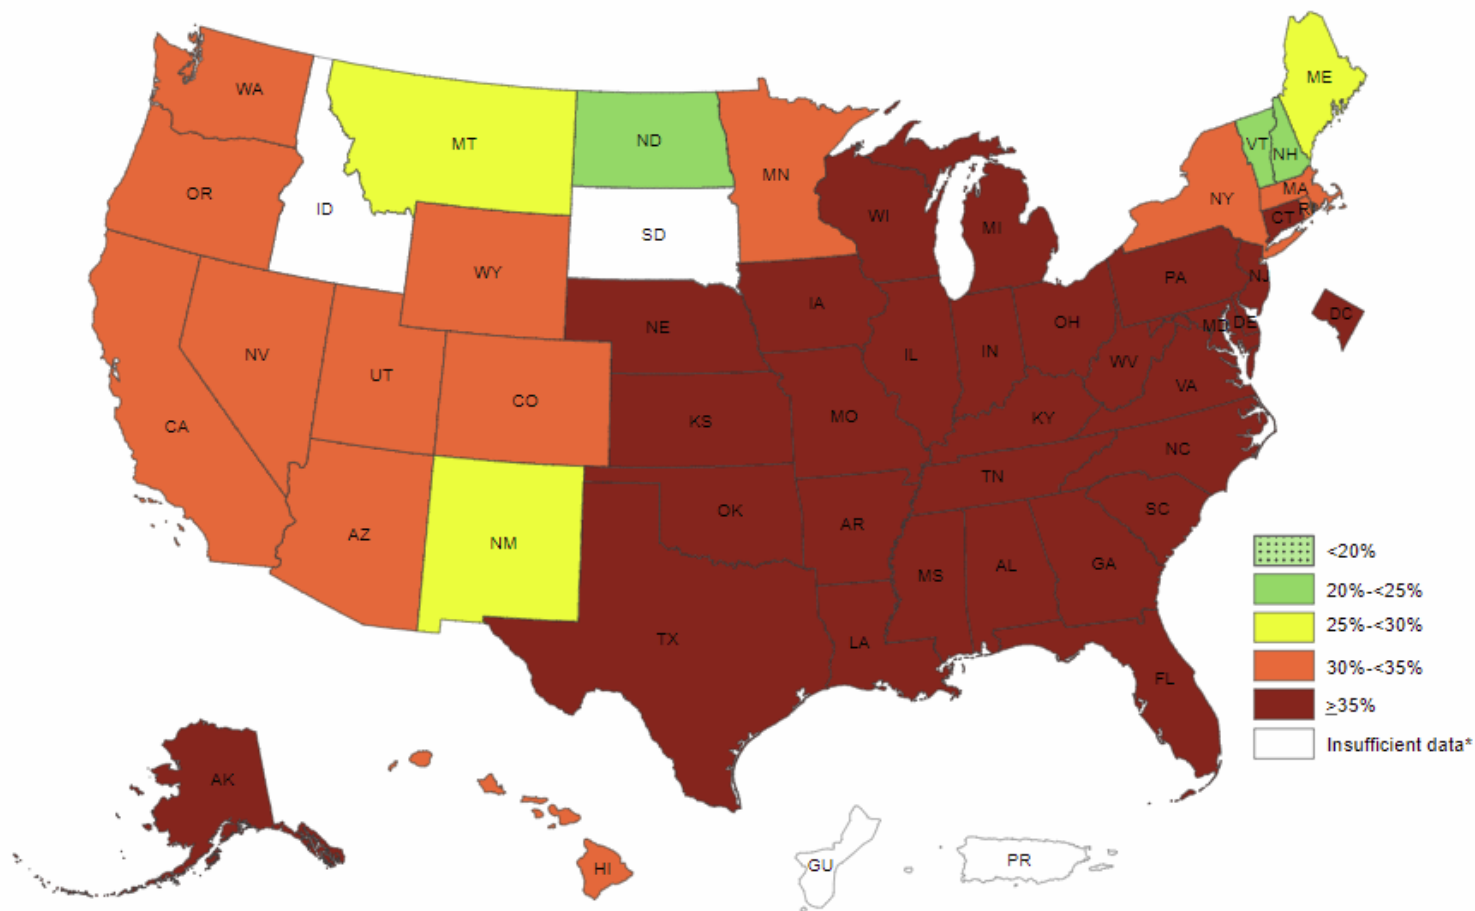 ME
WA
MT
ND
VT
NH
OR
MN
MA
NY
RI
ID
CT
WI
MI
SD
WY
PA
NJ
IA
DC
NE
OH
MD
DE
NV
IL
IN
WV
UT
VA
CO
KS
MO
KY
CA
NC
TN
OK
SC
AR
AZ
NM
<20%
AL
GA
MS
20%-<25%
25%-<30%
TX
LA
30%-<35%
FL
≥35%
Insufficient data*
AK
HI
GU
PR